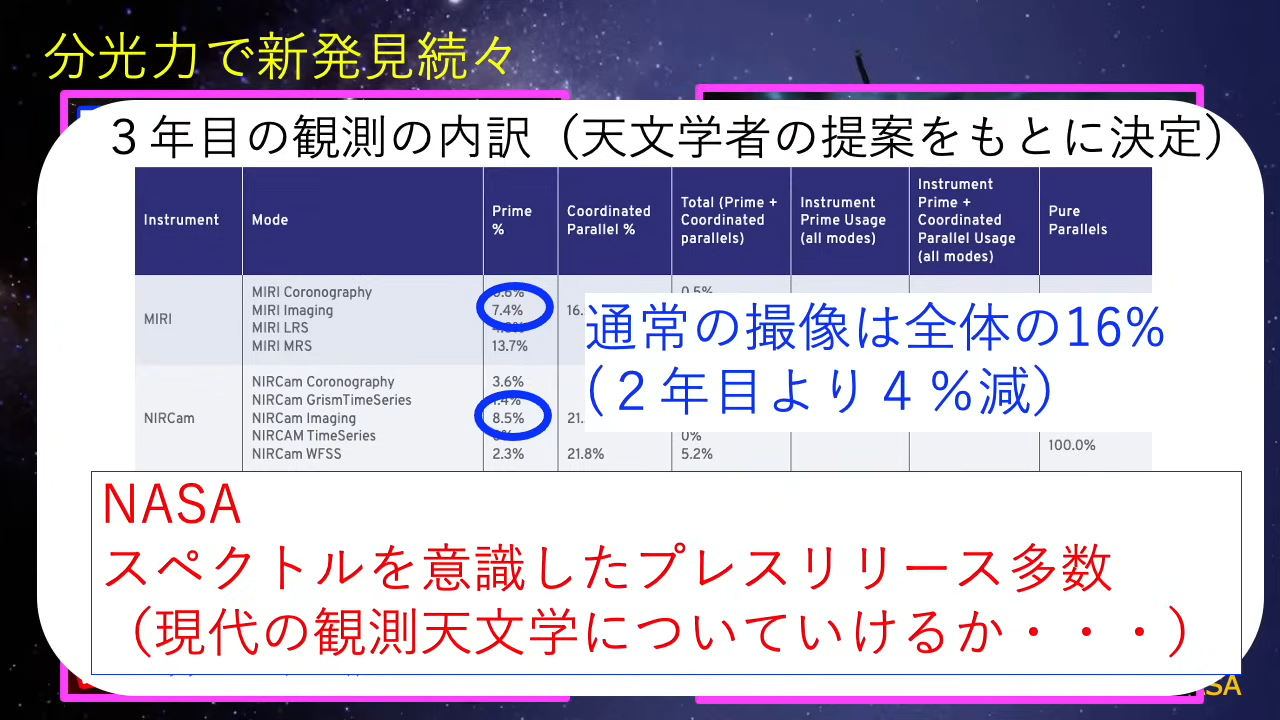 分光力で新発見続々
３年目の観測の内訳（天文学者の提案をもとに決定）
Instrument Mode Prime % Coordinated Parallel % Total (Prime + Coordinated parallels) Instrument Prime Usage (all modes) Instrument Prime + Coordinated Parallel Usage (all modes) Pure Parallels
MIRI
MIRI Coronography 0.5%
MIRI Imaging 7.4% 16.
MIRI LRS
MIRI MRS 13.7%
通常の撮像は全体の16%
（２年目より４％減）
NIRCam
NIRCam Coronography 3.6%
NIRCam GrismTimeSeries 1.4%
NIRCam Imaging 8.5% 21.
NIRCAM TimeSeries 0%
NIRCam WFSS 2.3% 21.8% 5.2%
100.0%
NASA
スペクトルを意識したプレスリリース多数
（現代の観測天文学についていけるか・・・）
SA